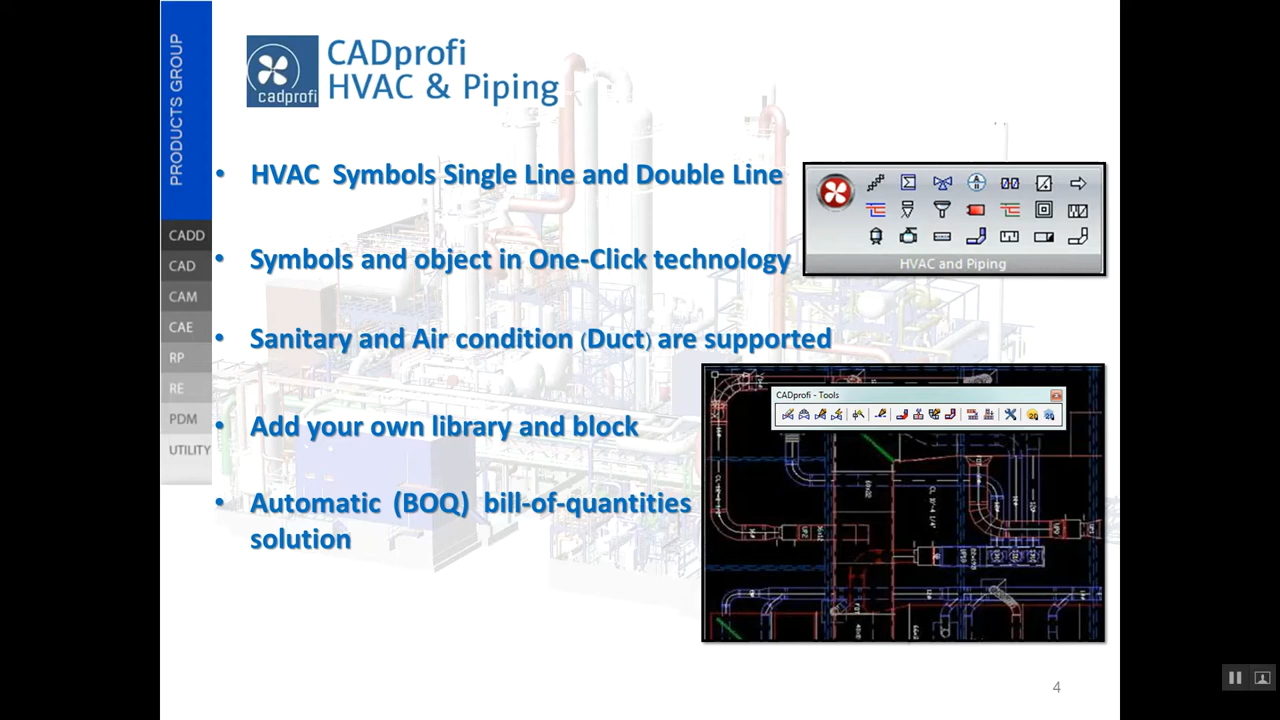 PRODUCTS GROUP
CADD
CAD
CAM
CAE
RP
RE
PDM
UTILITY
cadprofi
CADprofi
HVAC & Piping
• HVAC Symbols Single Line and Double Line
• Symbols and object in One-Click technology
• Sanitary and Air condition (Duct) are supported
• Add your own library and block
• Automatic (BOQ) bill-of-quantities
solution
HVAC and Piping
CADprofi - Tools
4